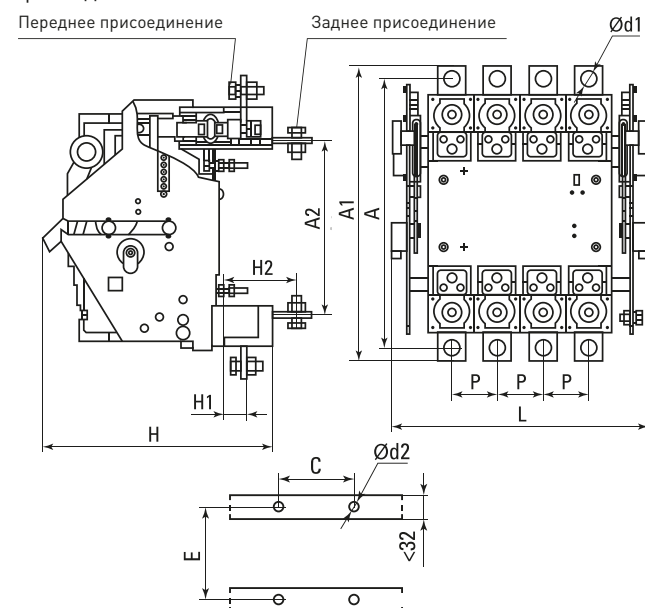 Переднее присоединение
Заднее присоединение
Ød1
A2
A1
A
H2
H1
H
P
P
P
L
C
Ød2
E
<32